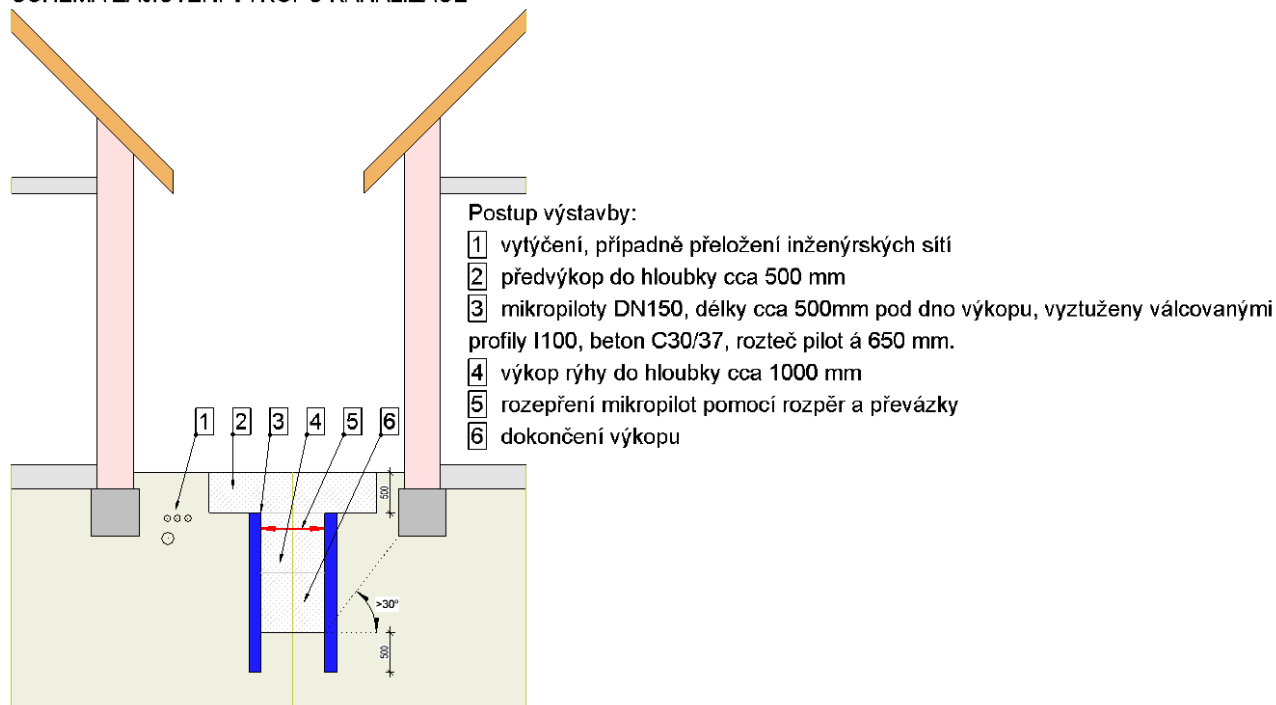 Postup výstavby:
1 vytýčení, případně přeložení inženýrských sítí
2 předvýkop do hloubky cca 500 mm
3 mikropiloty DN150, délky cca 500mm pod dno výkopu, vyztuženy válcovanými
profily I100, beton C30/37, rozteč pilot á 650 mm.
4 výkop rýhy do hloubky cca 1000 mm
5 rozepření mikropilot pomocí rozpěr a převázky
6 dokončení výkopu
1 2 3 4 5 6
500
>30°
500